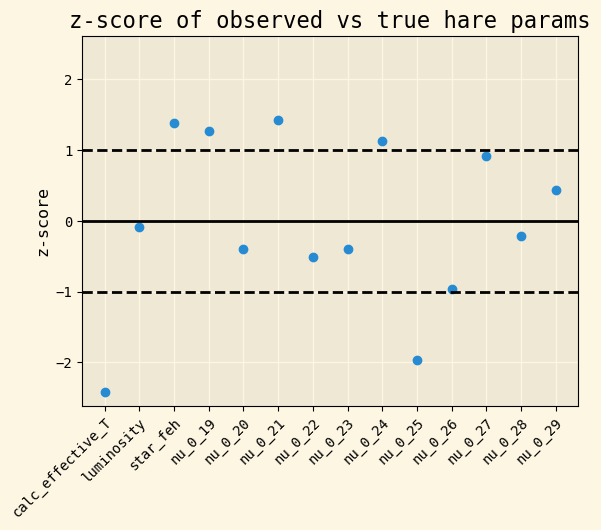 z-score of observed vs true hare params
z-score
2
1
0
−1
−2
calc_effective_T
luminosity
star_feh
nu_0_19
nu_0_20
nu_0_21
nu_0_22
nu_0_23
nu_0_24
nu_0_25
nu_0_26
nu_0_27
nu_0_28
nu_0_29